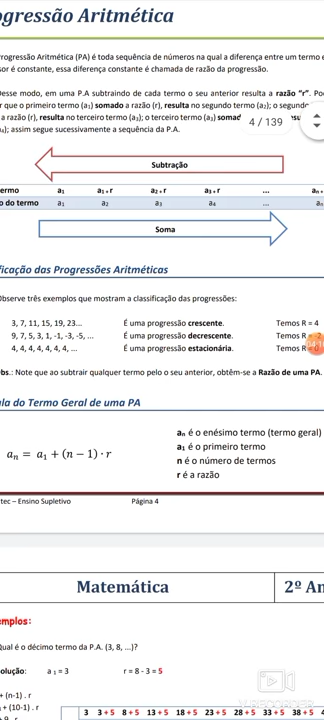 ogressão Aritmética
rogressão Aritmética (PA) é toda sequência de números na qual a diferença entre um termo e
sor é constante, essa diferença constante é chamada de razão da progressão.
Desse modo, em uma P.A subtraindo de cada termo o seu anterior resulta a razão "r". Po
r que o primeiro termo (a₁) somado a razão (r), resulta no segundo termo (a₂); o segundo
a razão (r), resulta no terceiro termo (a₃); o terceiro termo (a₃) somad
₄); assim segue sucessivamente a sequência da P.A.
4 / 139
Subtração
ermo a₁ a₁ + r a₂ + r a₃ + r ... aₙ -
o do termo a₁ a₂ a₃ a₄ ... aₙ
Soma
ficação das Progressões Aritméticas
Observe três exemplos que mostram a classificação das progressões:
3, 7, 11, 15, 19, 23... É uma progressão crescente. Temos R = 4
9, 7, 5, 3, 1, -1, -3, -5, ... É uma progressão decrescente. Temos R = -2
4, 4, 4, 4, 4, 4, 4, ... É uma progressão estacionária. Temos R
bs.: Note que ao subtrair qualquer termo pelo o seu anterior, obtêm-se a Razão de uma PA.
la do Termo Geral de uma PA
aₙ é o enésimo termo (termo geral)
a₁ é o primeiro termo
aₙ = a₁ + (n − 1) · r
n é o número de termos
r é a razão
tec – Ensino Supletivo Página 4
Matemática 2º An
emplos:
Qual é o décimo termo da P.A. (3, 8, ...)?
olução: a ₁ = 3 r = 8 - 3 = 5
+ (n-1) . r
₁ + (10-1) . r
3 3 + 5 8 + 5 13 + 5 18 + 5 23 + 5 28 + 5 33 + 5 38 + 5 4